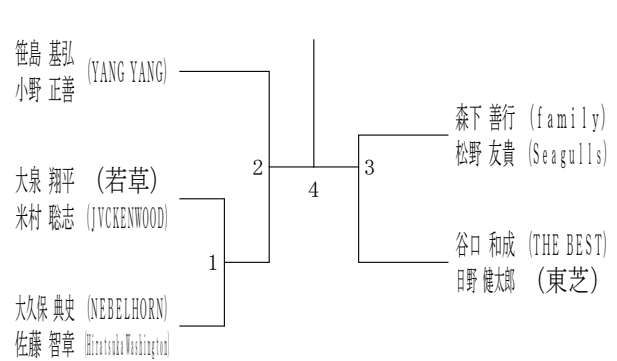 笹島 基弘
小野 正善
(YANG YANG)
大泉 翔平 (若草)
米村 聡志 (JVCKENWOOD)
大久保 典史 (NEBELHORN)
佐藤 智章 (Hiratsuka Washington)
1
2
4
3
森下 善行 (family)
松野 友貴 (Seagulls)
谷口 和成 (THE BEST)
日野 健太郎 (東芝)